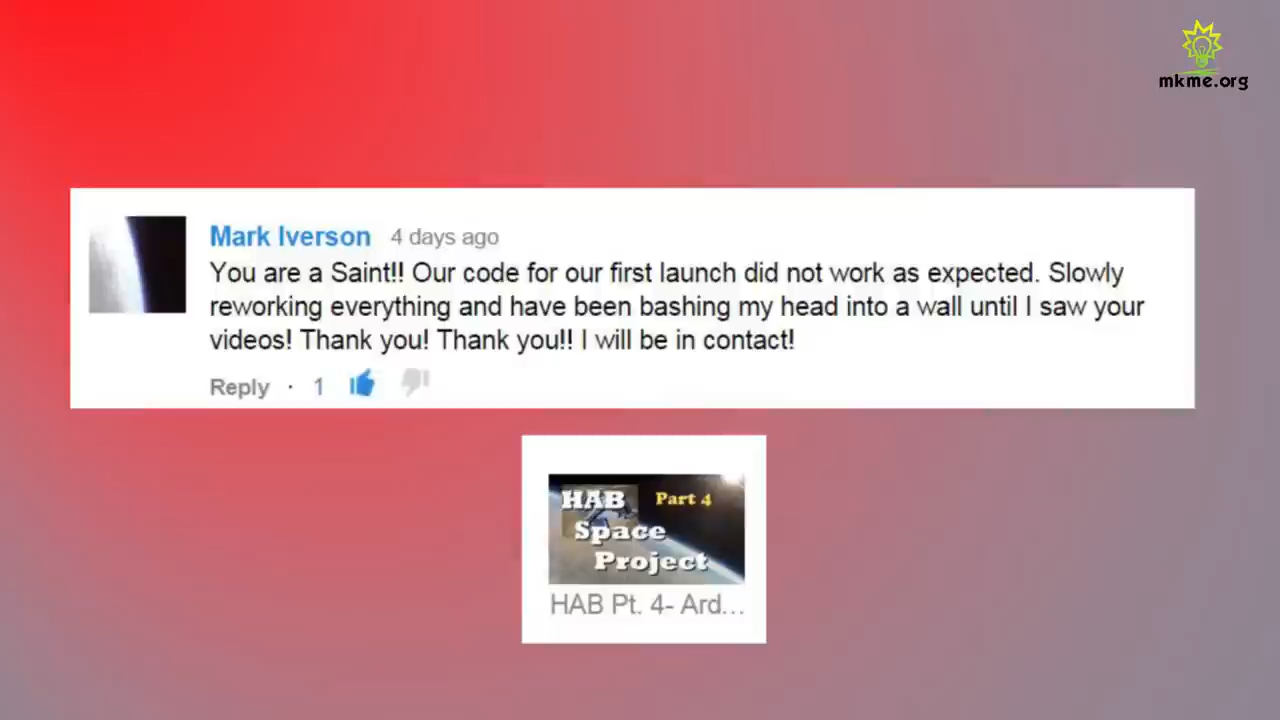 mkme.org
Mark Iverson 4 days ago
You are a Saint!! Our code for our first launch did not work as expected. Slowly
reworking everything and have been bashing my head into a wall until I saw your
videos! Thank you! Thank you!! I will be in contact!
Reply · 1
HAB Part 4
Space
Project
HAB Pt. 4- Ard...